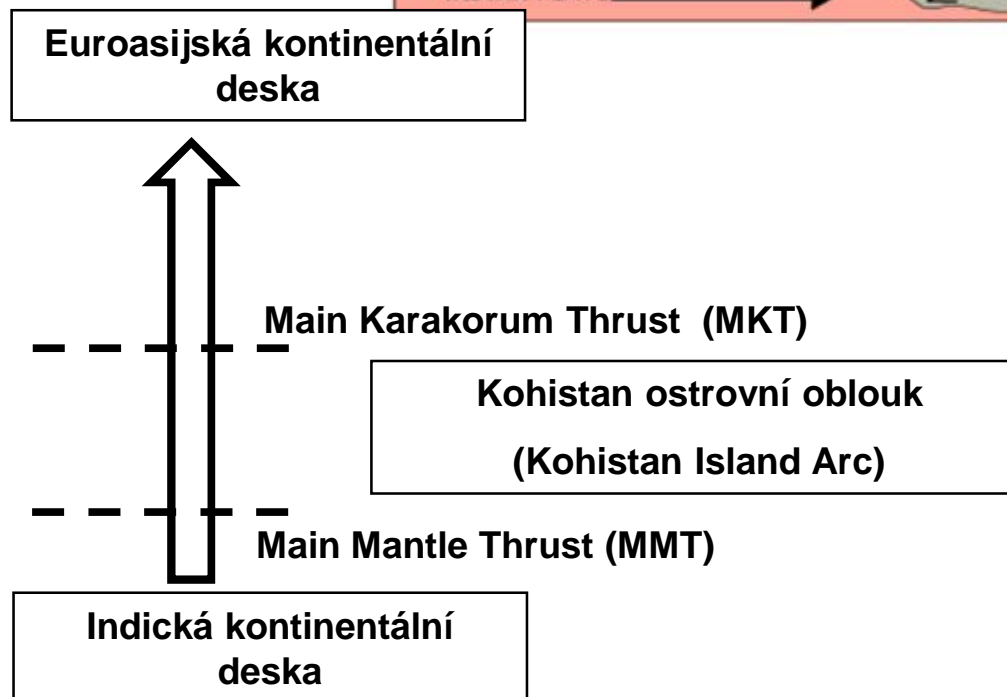 Euroasijská kontinentální
deska
Main Karakorum Thrust (MKT)
Kohistan ostrovní oblouk
(Kohistan Island Arc)
Main Mantle Thrust (MMT)
Indická kontinentální
deska